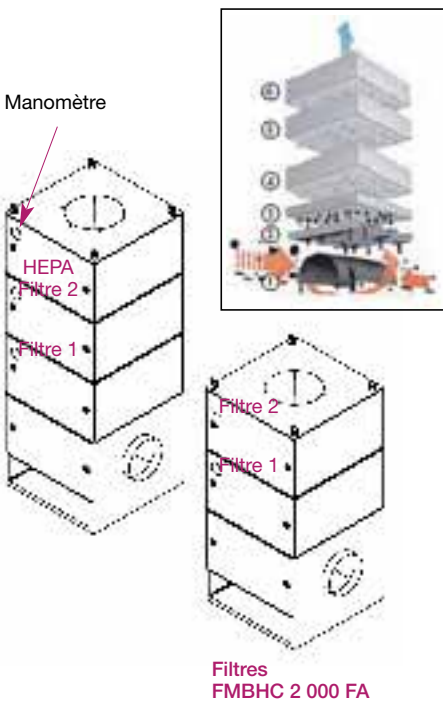 Manomètre
HEPA
Filtre 2
Filtre 1
Filtre 2
Filtre 1
Filtres
FMBHC 2 000 FA